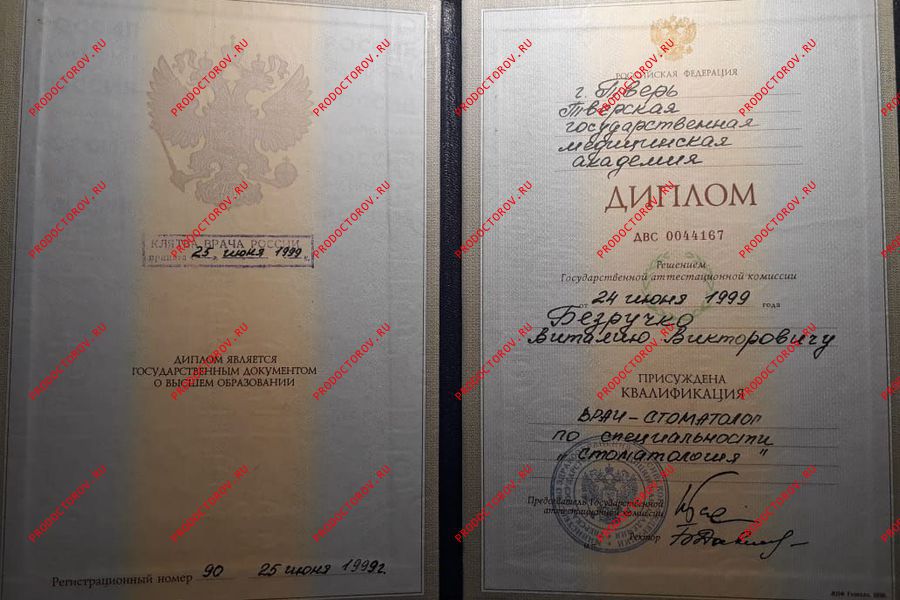 КЛЯТВА ВРАЧА РОССИИ
принята 25 июня 1999 г.
ДИПЛОМ ЯВЛЯЕТСЯ
ГОСУДАРСТВЕННЫМ ДОКУМЕНТОМ
О ВЫСШЕМ ОБРАЗОВАНИИ
Регистрационный номер 90 25 июня 1999г.
РОССИЙСКАЯ ФЕДЕРАЦИЯ
г. Тверь
Тверская
государственная
медицинская
академия
ДИПЛОМ
ДВС 0044167
Решением
Государственной аттестационной комиссии
от 24 июня 1999 года
Безручко
Виталию Викторовичу
ПРИСУЖДЕНА
КВАЛИФИКАЦИЯ
ВРАЧ-СТОМАТОЛОГ
по специальности
"Стоматология"
Председатель Государственной
аттестационной комиссии
Ректор
PRODOCTOROV.RU